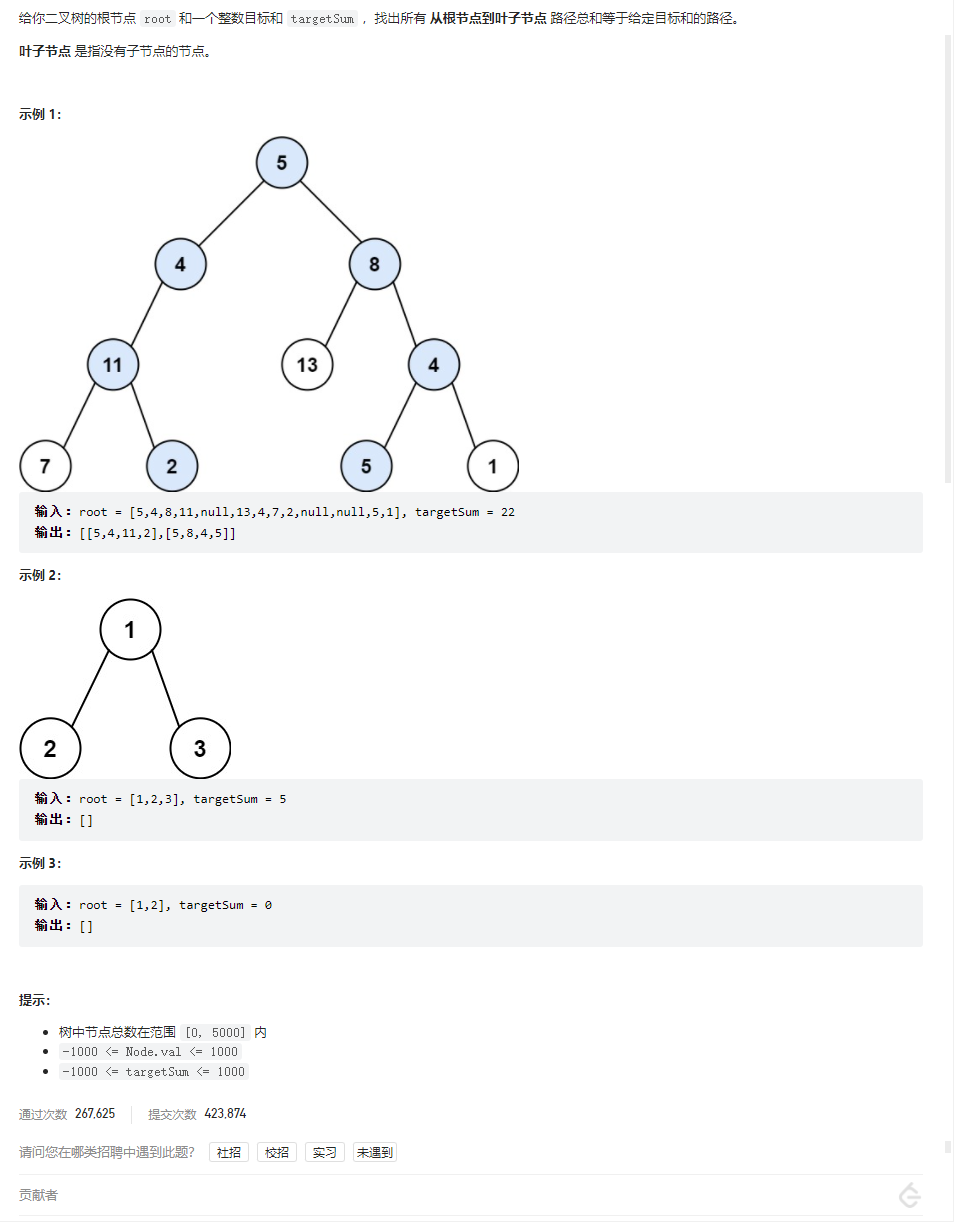 给你二叉树的根节点 root 和一个整数目标和 targetSum ，找出所有 从根节点到叶子节点 路径总和等于给定目标和的路径。
叶子节点 是指没有子节点的节点。
示例 1：
5
4
8
11
13
4
7
2
5
1
输入：root = [5,4,8,11,null,13,4,7,2,null,null,5,1], targetSum = 22
输出：[[5,4,11,2],[5,8,4,5]]
示例 2：
1
2
3
输入：root = [1,2,3], targetSum = 5
输出：[]
示例 3：
输入：root = [1,2], targetSum = 0
输出：[]
提示：
树中节点总数在范围 [0, 5000] 内
-1000 <= Node.val <= 1000
-1000 <= targetSum <= 1000
通过次数 267,625 提交次数 423,874
请问您在哪类招聘中遇到此题？ 社招 校招 实习 未遇到
贡献者